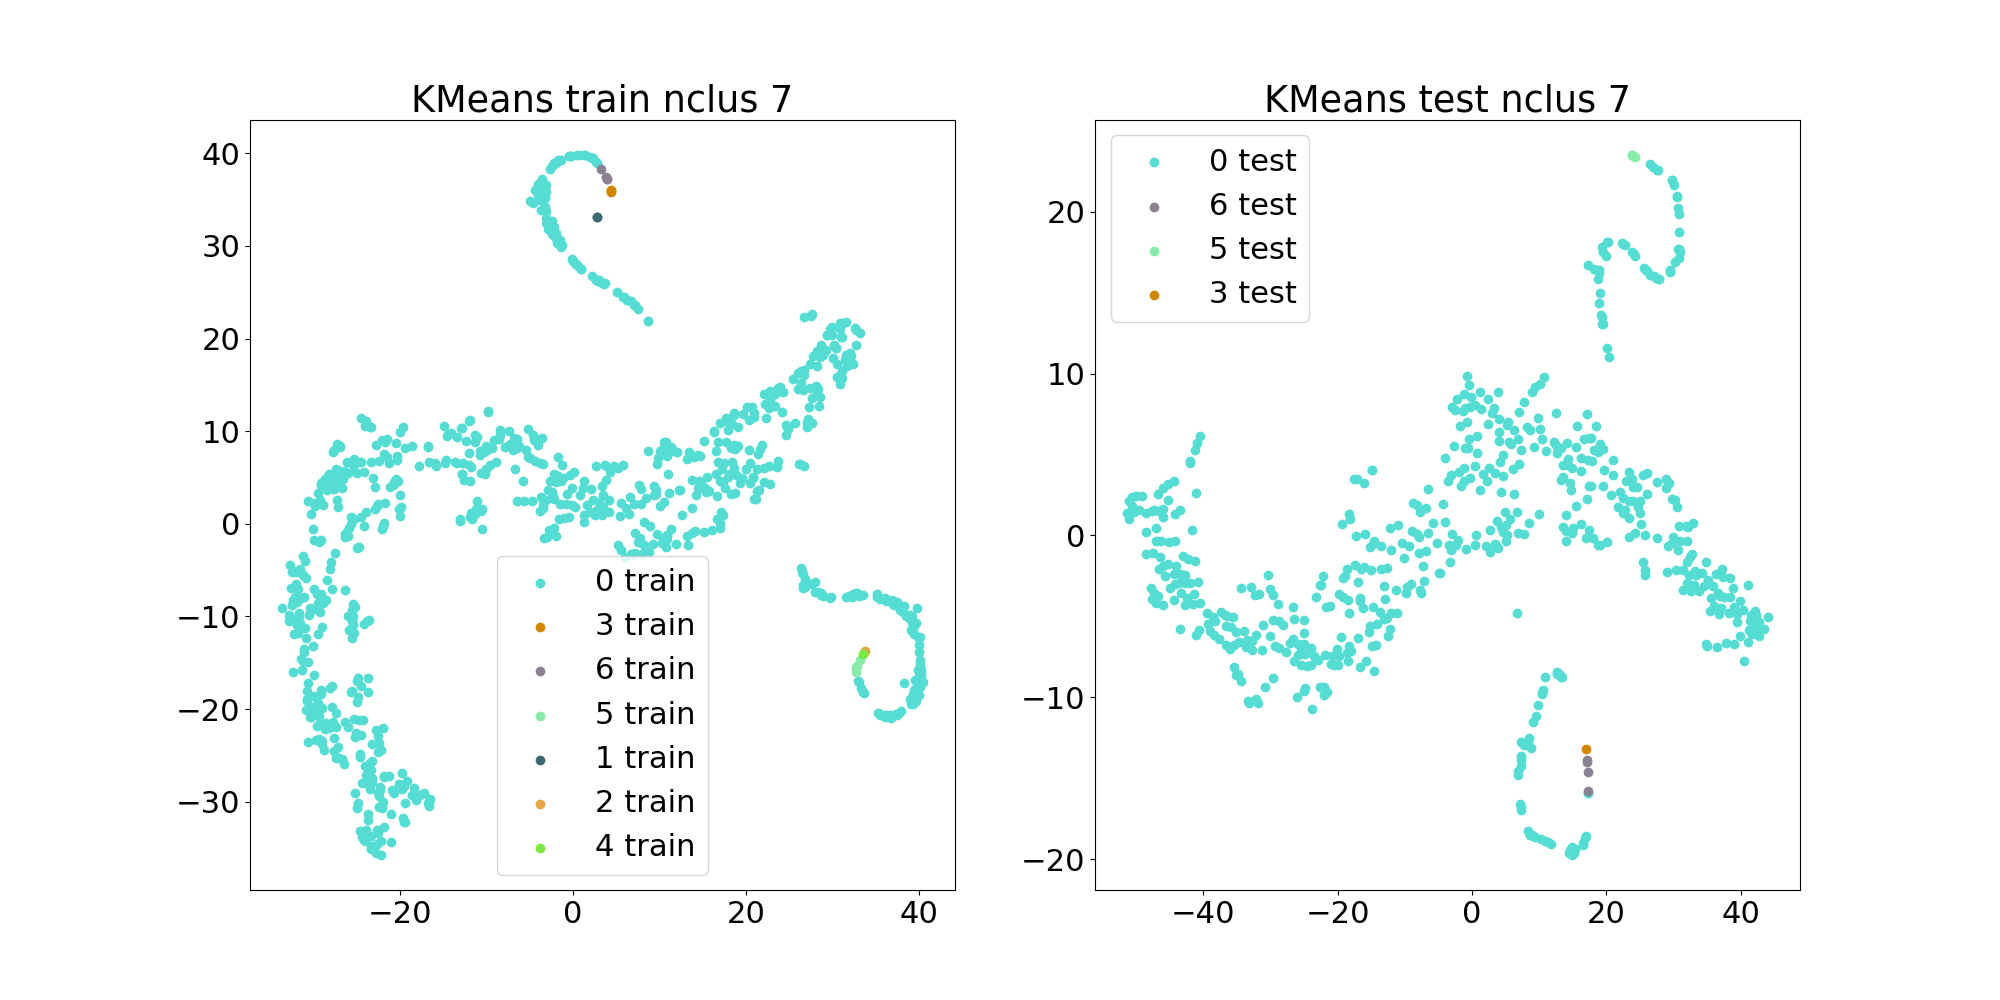 KMeans train nclus 7
40
30
20
10
0
−10
−20
−30
−20
0
20
40
0 train
3 train
6 train
5 train
1 train
2 train
4 train
KMeans test nclus 7
20
10
0
−10
−20
−40
−20
0
20
40
0 test
6 test
5 test
3 test